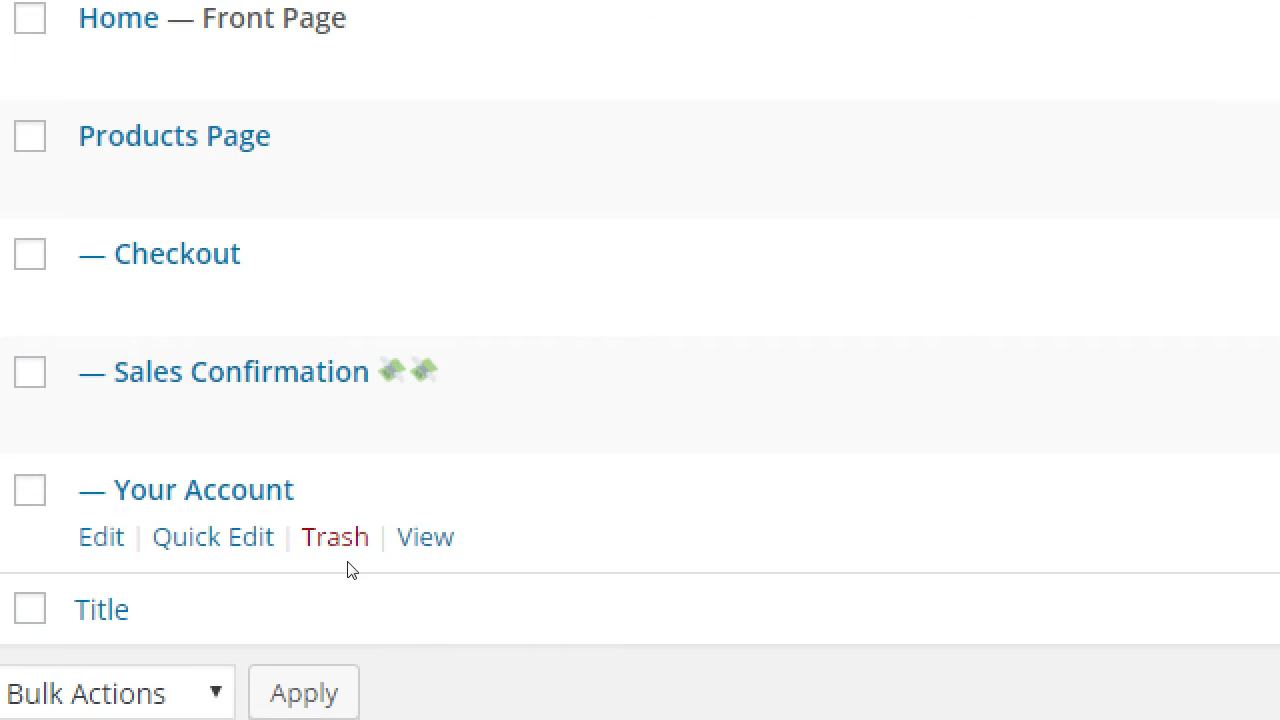 Home — Front Page
Products Page
— Checkout
— Sales Confirmation 💸💸
— Your Account
Edit | Quick Edit | Trash | View
Title
Bulk Actions ▼ Apply